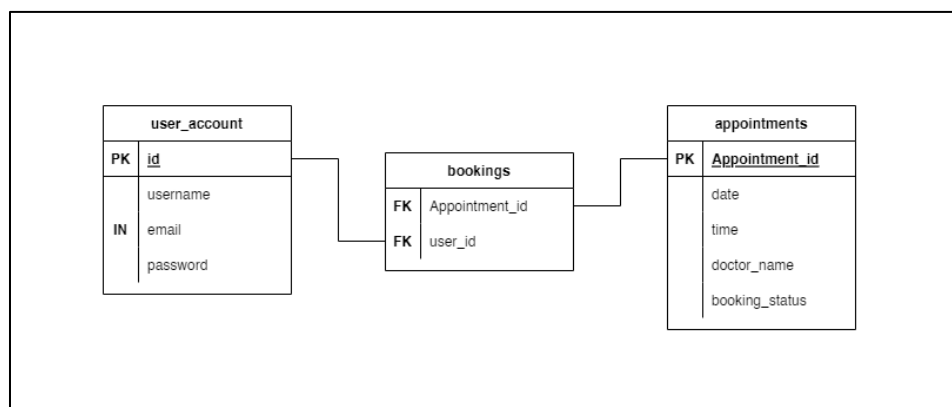 user_account
PK id
username
IN email
password
bookings
FK Appointment_id
FK user_id
appointments
PK Appointment_id
date
time
doctor_name
booking_status